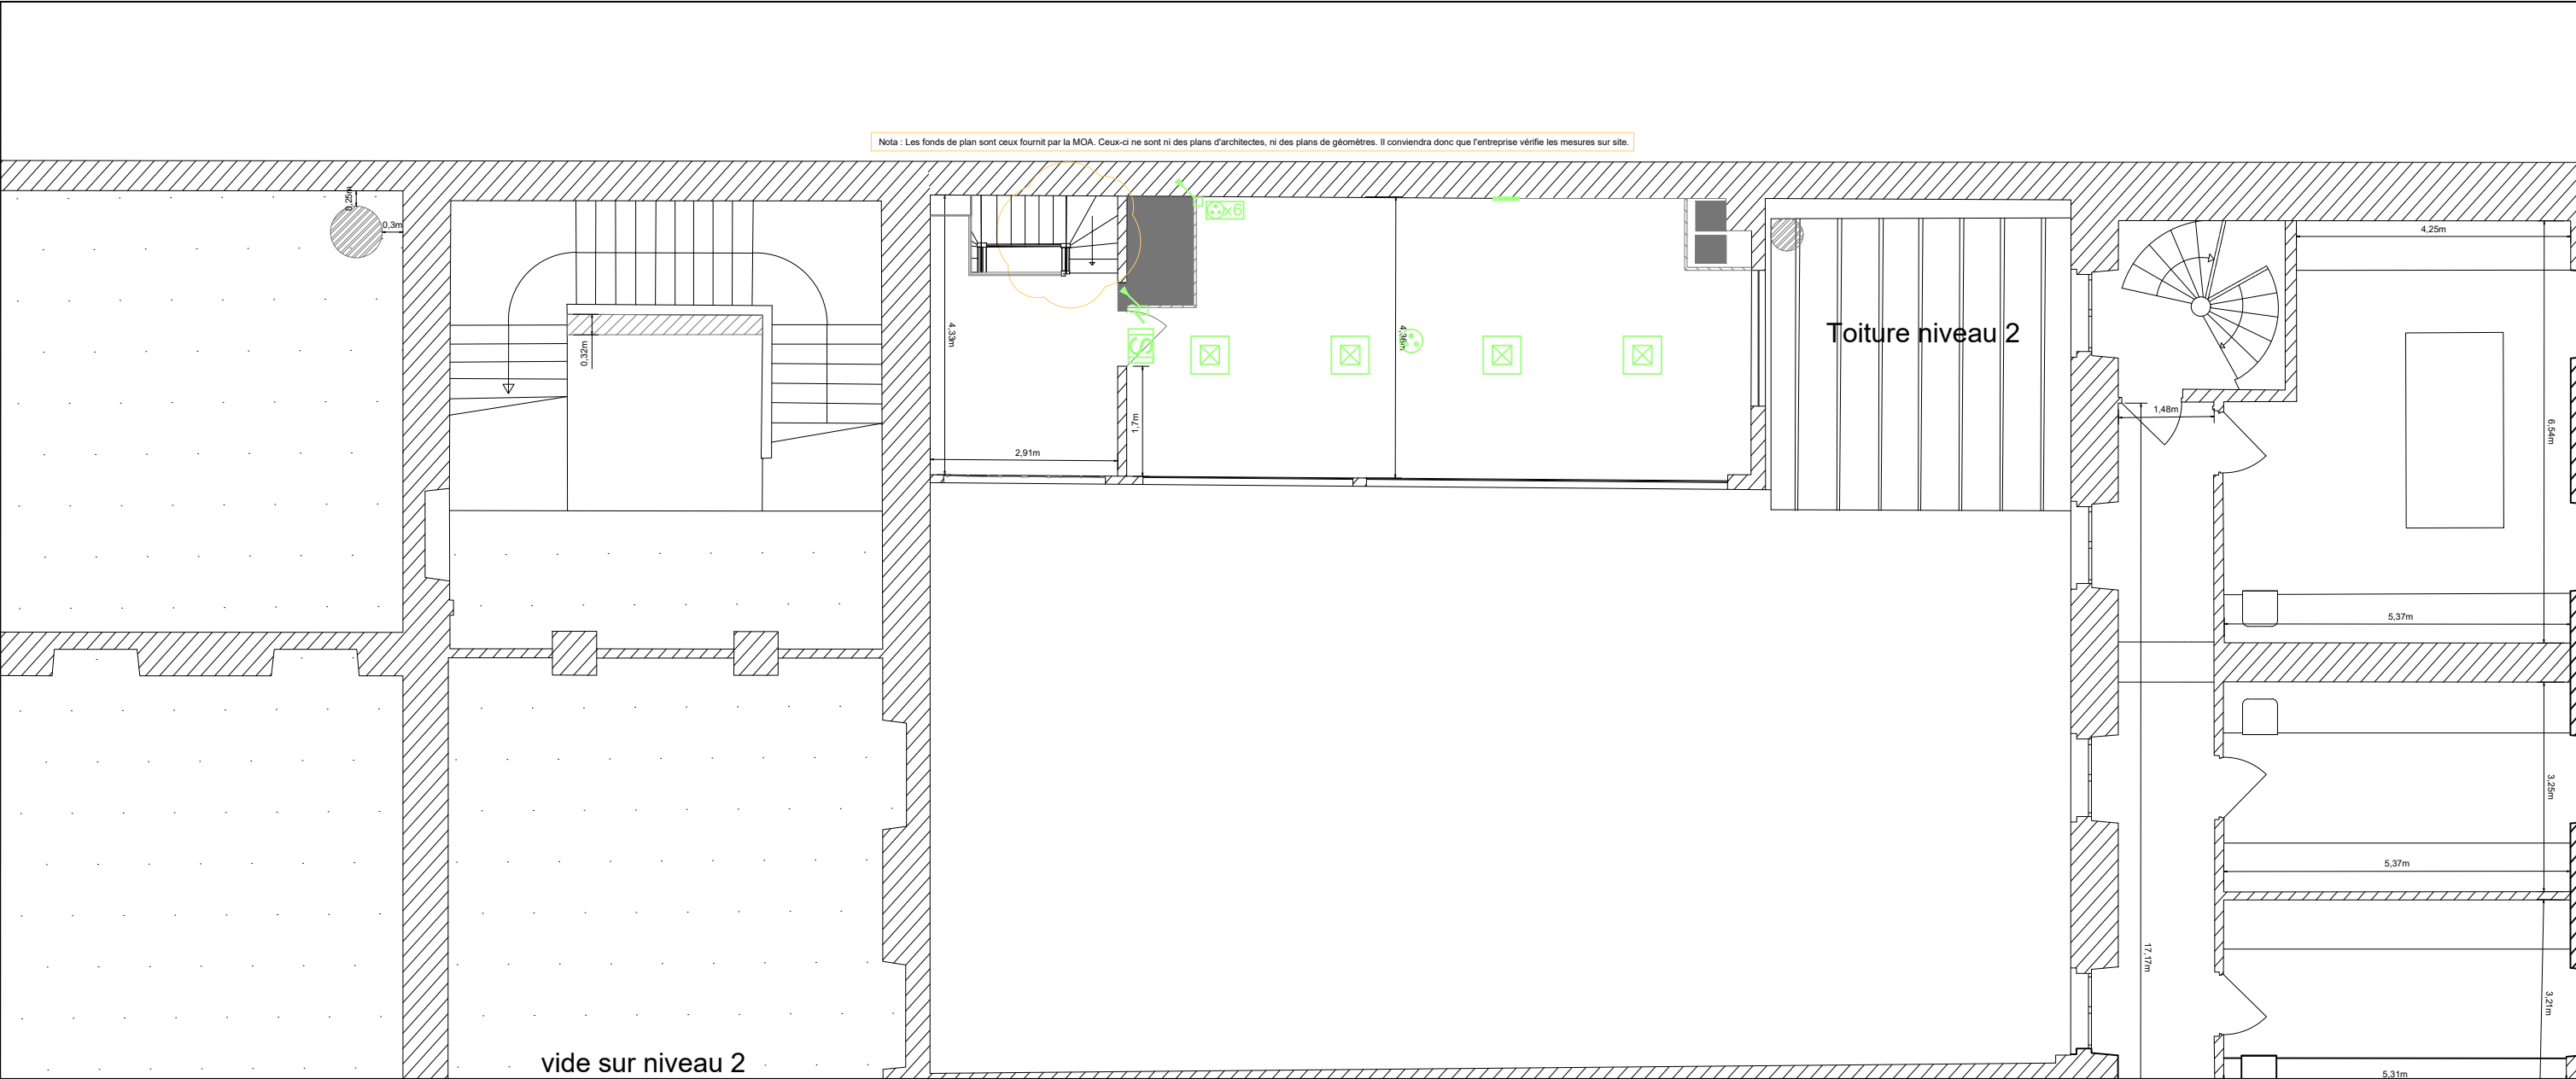 Nota : Les fonds de plan sont ceux fournit par la MOA. Ceux-ci ne sont ni des plans d'architectes, ni des plans de géomètres. Il conviendra donc que l'entreprise vérifie les mesures sur site.
0,25m
0,3m
x6
4,25m
0,32m
4,33m
ISI
Toiture niveau 2
1,7m
1,48m
6,54m
2,91m
5,37m
3,25m
5,37m
17,17m
3,21m
vide sur niveau 2
5,31m